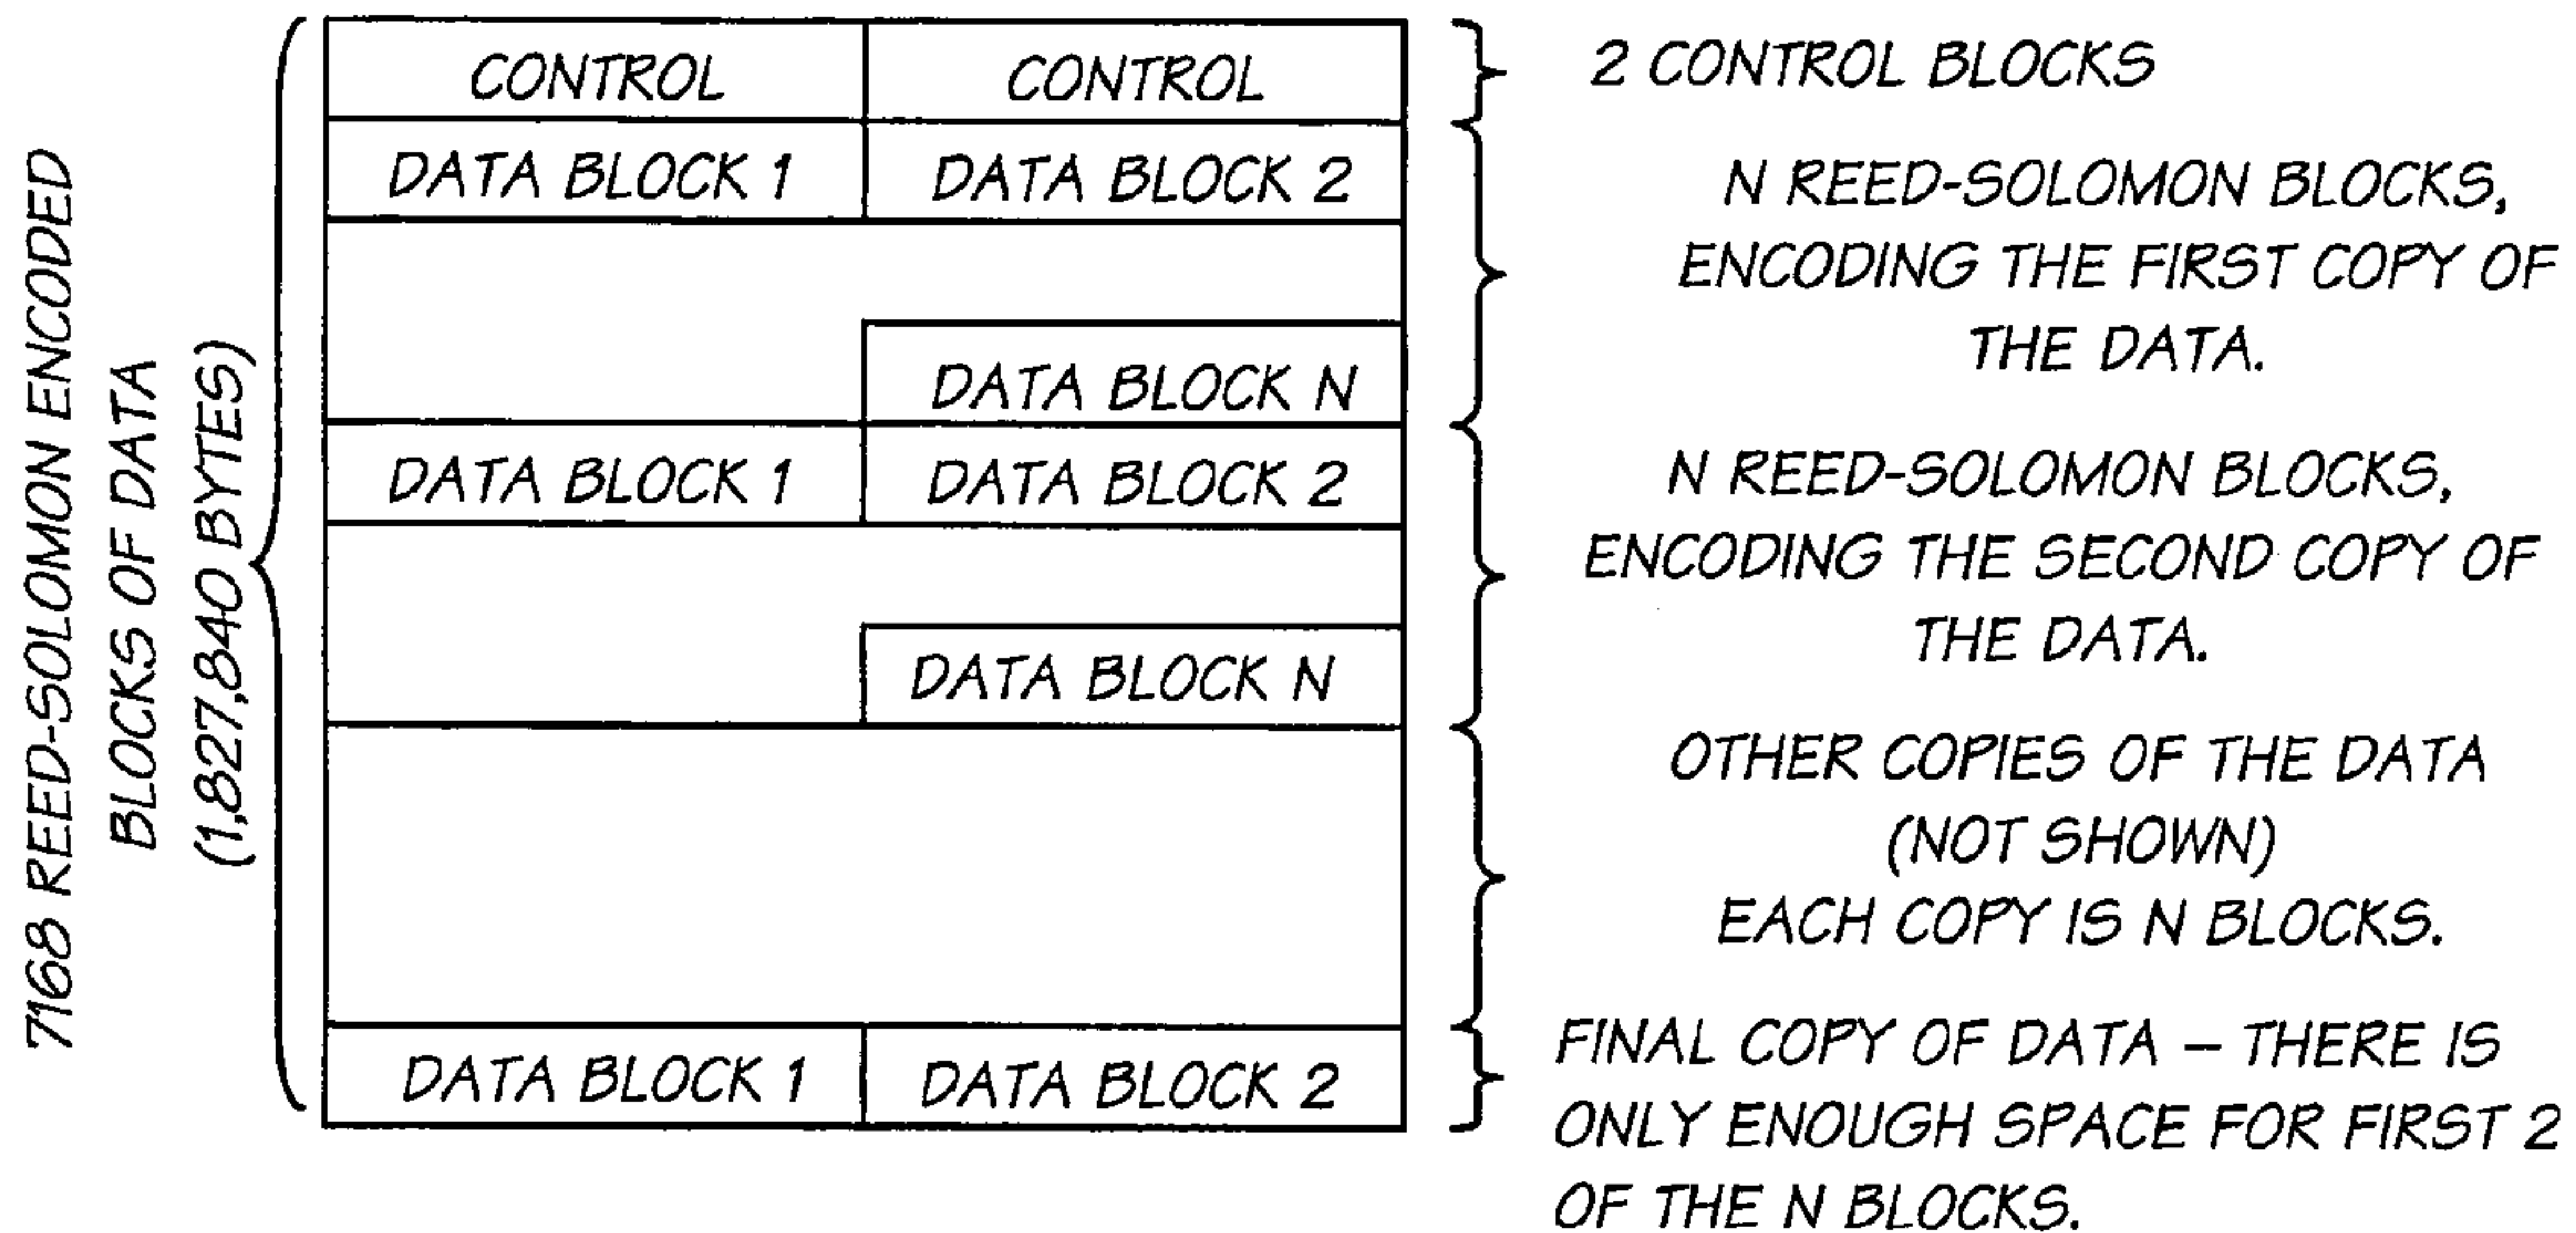 7168 REED-SOLOMON ENCODED
BLOCKS OF DATA
(1,827,840 BYTES)
CONTROL
CONTROL
DATA BLOCK 1
DATA BLOCK 2
DATA BLOCK N
DATA BLOCK 1
DATA BLOCK 2
DATA BLOCK N
DATA BLOCK 1
DATA BLOCK 2
2 CONTROL BLOCKS
N REED-SOLOMON BLOCKS,
ENCODING THE FIRST COPY OF
THE DATA.
N REED-SOLOMON BLOCKS,
ENCODING THE SECOND COPY OF
THE DATA.
OTHER COPIES OF THE DATA
(NOT SHOWN)
EACH COPY IS N BLOCKS.
FINAL COPY OF DATA – THERE IS
ONLY ENOUGH SPACE FOR FIRST 2
OF THE N BLOCKS.